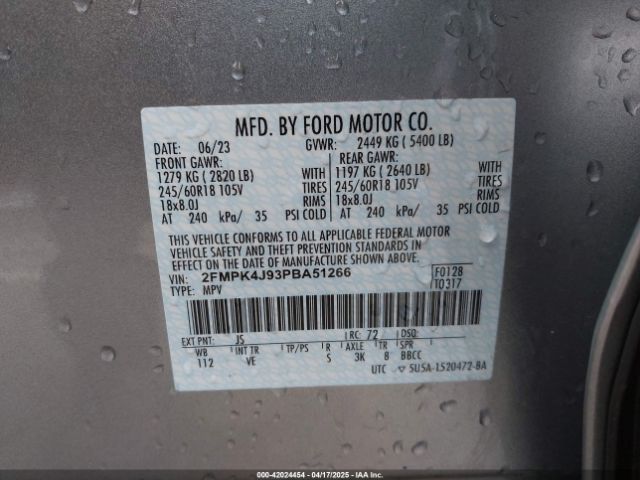 MFD. BY FORD MOTOR CO.
DATE: 06/23 GVWR: 2449 KG ( 5400 LB)
FRONT GAWR: REAR GAWR:
1279 KG ( 2820 LB) WITH 1197 KG ( 2640 LB) WITH
245/60R18 105V TIRES 245/60R18 105V TIRES
18x8.0J RIMS 18x8.0J RIMS
AT 240 kPa/ 35 PSI COLD AT 240 kPa/ 35 PSI COLD
THIS VEHICLE CONFORMS TO ALL APPLICABLE FEDERAL MOTOR
VEHICLE SAFETY AND THEFT PREVENTION STANDARDS IN
EFFECT ON THE DATE OF MANUFACTURE SHOWN ABOVE.
VIN: 2FMPK4J93PBA51266 F0128
TYPE: MPV T0317
EXT PNT: JS RC: 72 DSO:
WB INT TR TP/PS R AXLE TR SPR
112 VE S 3K 8 BBCC
UTC SU5A-1520472-BA
000-42024454 | 04/17/2025 | IAAI.COM